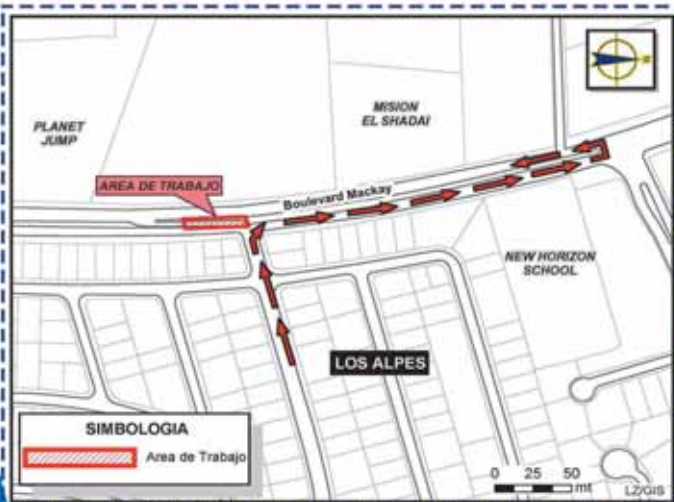 PLANET
JUMP
MISION
EL SHADAI
AREA DE TRABAJO
Boulevard Mackay
NEW HORIZON
SCHOOL
LOS ALPES
SIMBOLOGIA
Area de Trabajo
0 25 50
mt
LZ/GIS